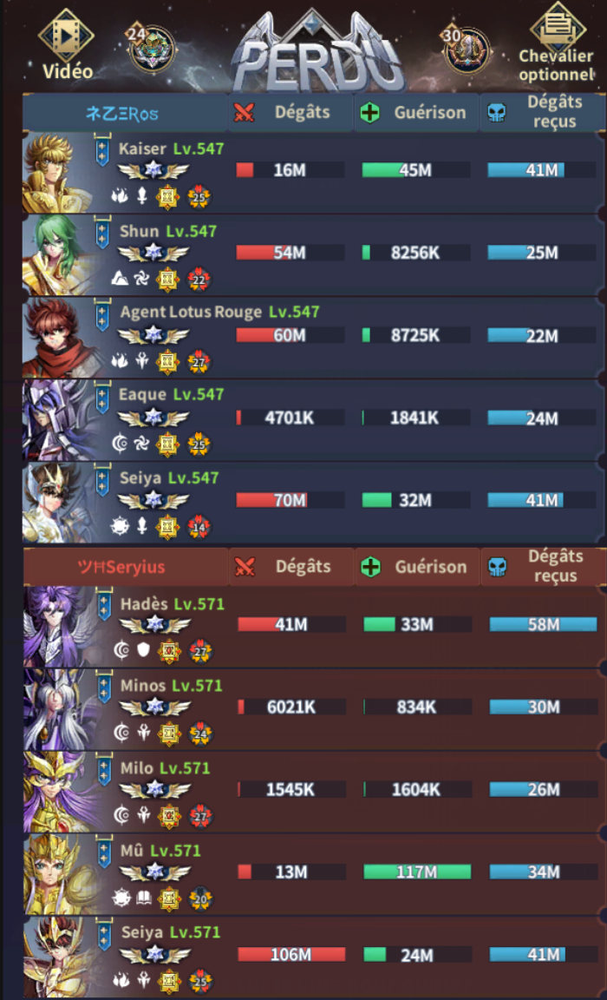 24
30
PERDU
Vidéo
Chevalier
optionnel
ネ乙ΞRos
Dégâts
Guérison
Dégâts
reçus
Kaiser Lv.547
16M
45M
41M
25
Shun Lv.547
54M
8256K
25M
22
Agent Lotus Rouge Lv.547
60M
8725K
22M
27
Eaque Lv.547
4701K
1841K
24M
25
Seiya Lv.547
70M
32M
41M
14
ツĦSeryius
Dégâts
Guérison
Dégâts
reçus
Hadès Lv.571
41M
33M
58M
27
Minos Lv.571
6021K
834K
30M
24
Milo Lv.571
1545K
1604K
26M
27
Mû Lv.571
13M
117M
34M
20
Seiya Lv.571
106M
24M
41M
25